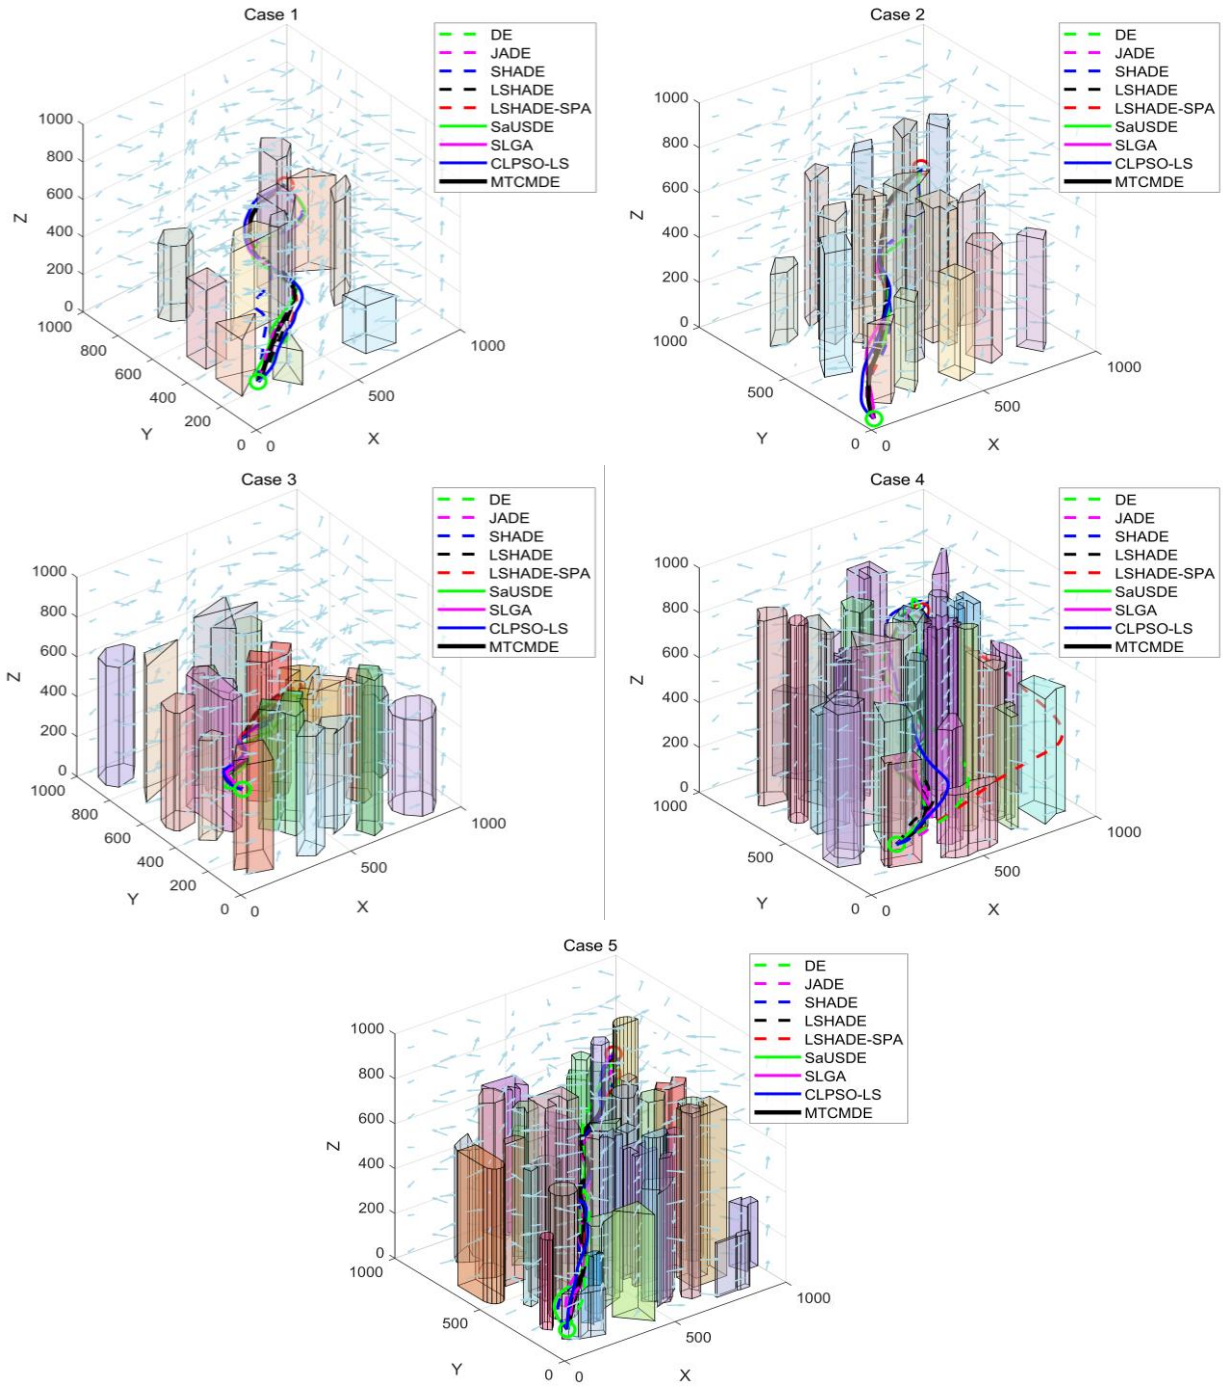 Case 1
DE
JADE
SHADE
LSHADE
LSHADE-SPA
SaUSDE
SLGA
CLPSO-LS
MTCMDE
1000
800
600
400
200
0
Z
1000
800
600
400
200
0
Y
0
500
1000
X
Case 2
DE
JADE
SHADE
LSHADE
LSHADE-SPA
SaUSDE
SLGA
CLPSO-LS
MTCMDE
1000
800
600
400
200
0
Z
1000
500
0
Y
0
500
1000
X
Case 3
DE
JADE
SHADE
LSHADE
LSHADE-SPA
SaUSDE
SLGA
CLPSO-LS
MTCMDE
1000
800
600
400
200
0
Z
1000
800
600
400
200
0
Y
0
500
1000
X
Case 4
DE
JADE
SHADE
LSHADE
LSHADE-SPA
SaUSDE
SLGA
CLPSO-LS
MTCMDE
1000
800
600
400
200
0
Z
1000
500
0
Y
0
500
1000
X
Case 5
DE
JADE
SHADE
LSHADE
LSHADE-SPA
SaUSDE
SLGA
CLPSO-LS
MTCMDE
1000
800
600
400
200
0
Z
1000
500
0
Y
0
500
1000
X